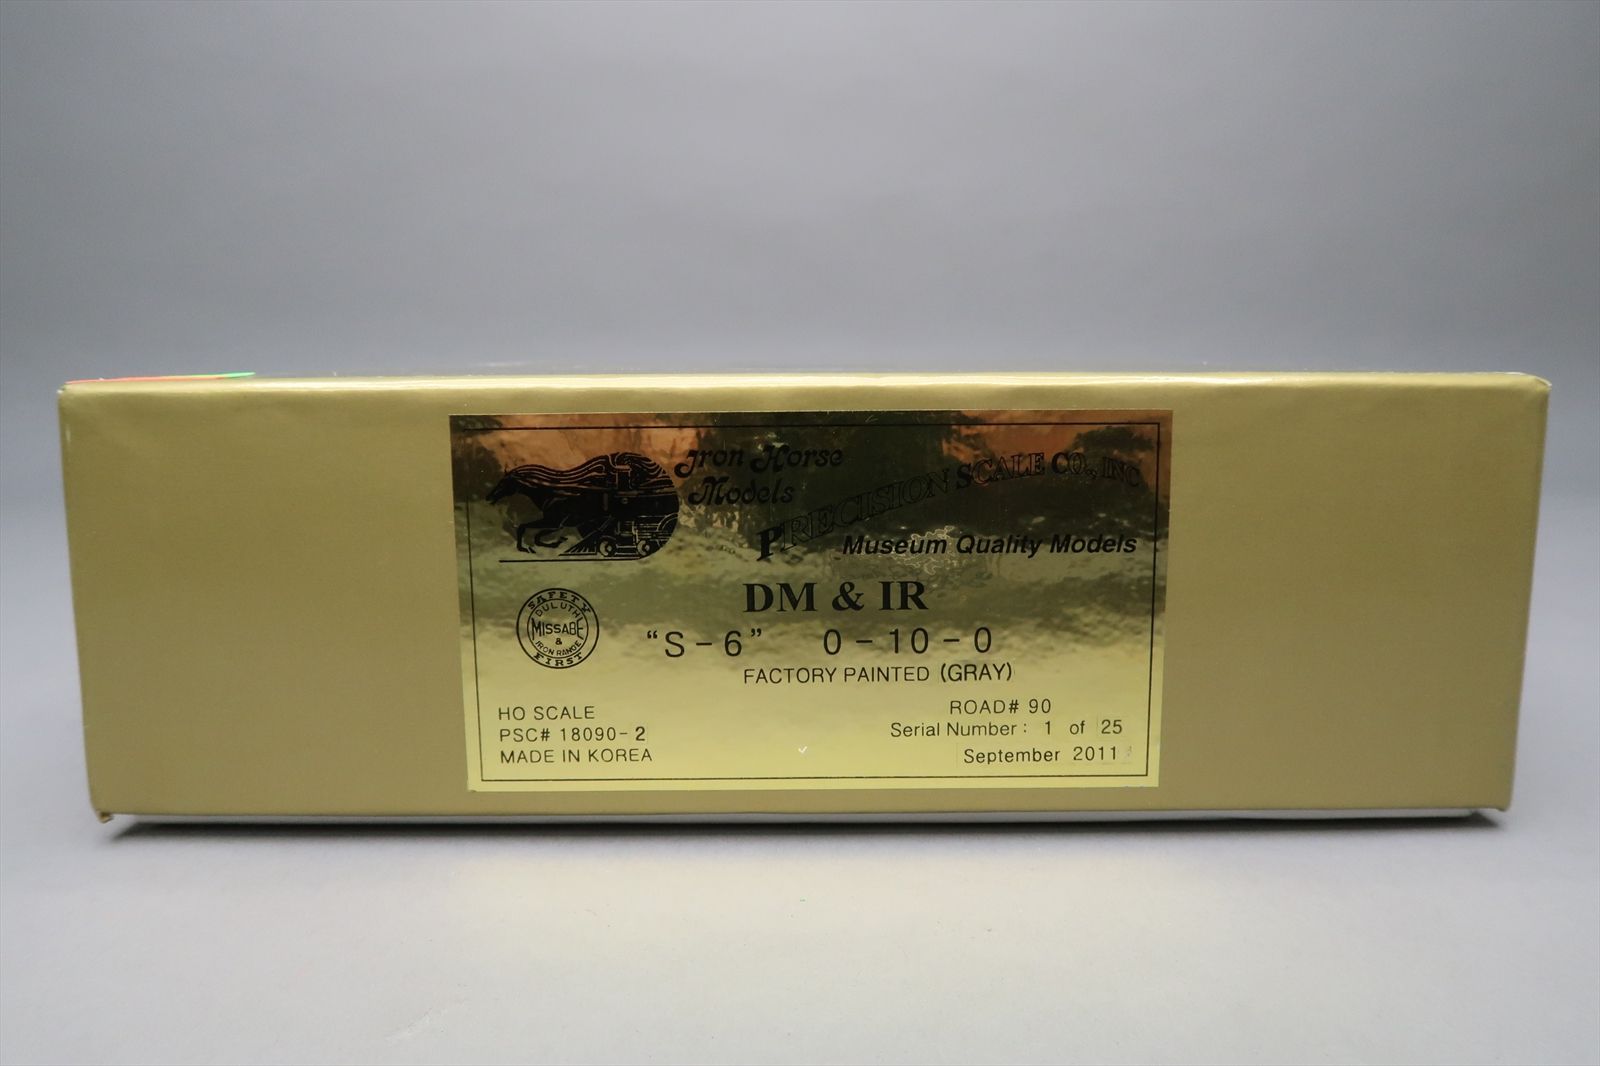 Iron Horse
Models
PRECISION SCALE CO., INC
Museum Quality Models
DM & IR
SAFETY
DULUTH
MISSABE
&
IRON RANGE
FIRST
“S-6” 0-10-0
FACTORY PAINTED (GRAY)
HO SCALE
PSC# 18090-2
MADE IN KOREA
ROAD# 90
Serial Number: 1 of 25
September 2011